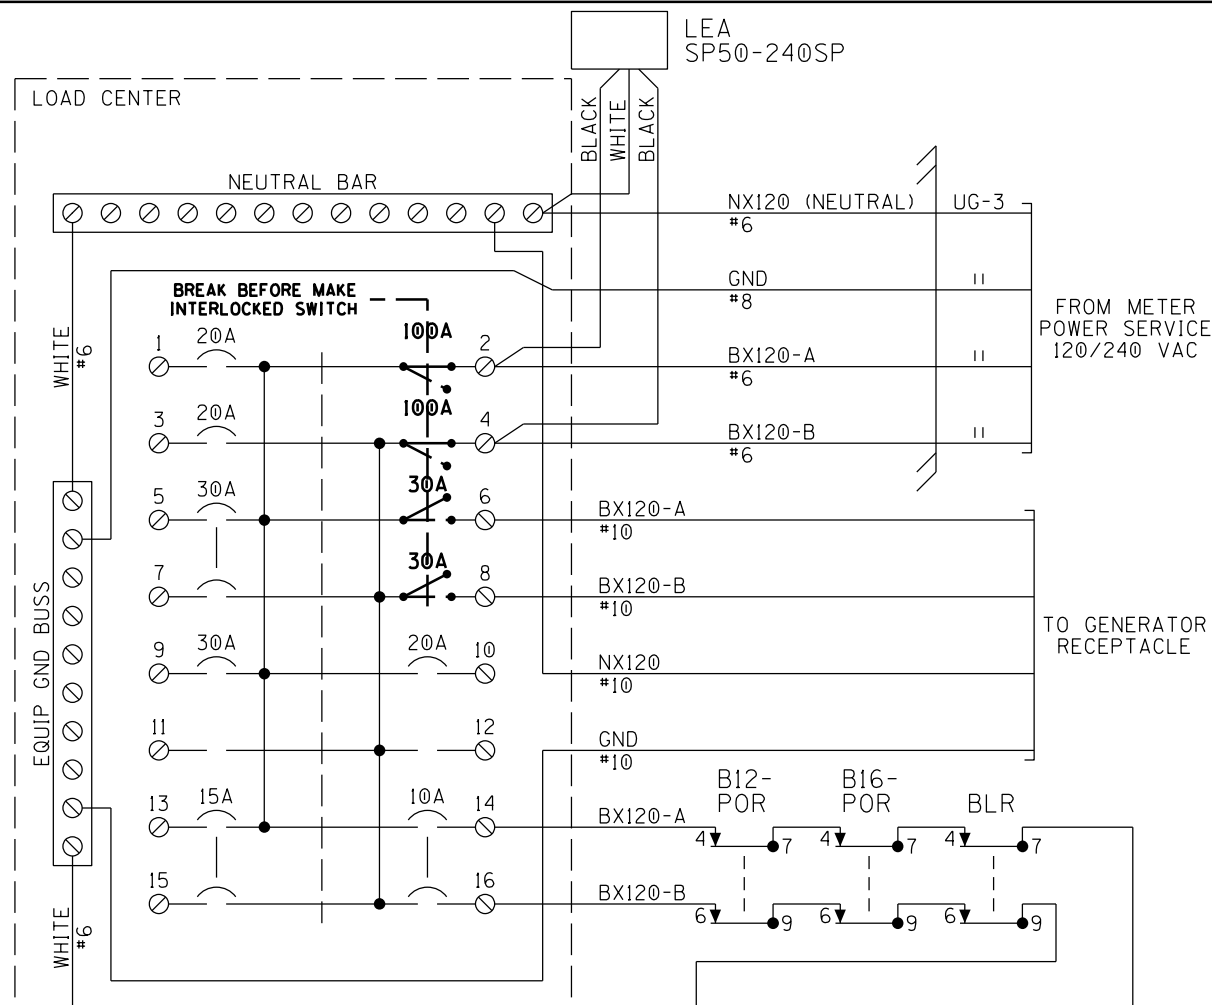 LEA
SP50-240SP
LOAD CENTER
BLACK
WHITE
BLACK
NEUTRAL BAR
NX120 (NEUTRAL)
#6
UG-3
GND
#8
"
BREAK BEFORE MAKE
INTERLOCKED SWITCH
FROM METER
POWER SERVICE
120/240 VAC
WHITE
#6
1
20A
100A
2
BX120-A
#6
"
3
20A
100A
4
BX120-B
#6
"
5
30A
30A
6
BX120-A
#10
7
30A
8
BX120-B
#10
EQUIP GND BUSS
9
30A
20A
10
NX120
#10
TO GENERATOR
RECEPTACLE
11
12
GND
#10
B12-
POR
B16-
POR
BLR
13
15A
10A
14
BX120-A
4
7
4
7
4
7
15
16
BX120-B
6
9
6
9
6
9
WHITE
#6